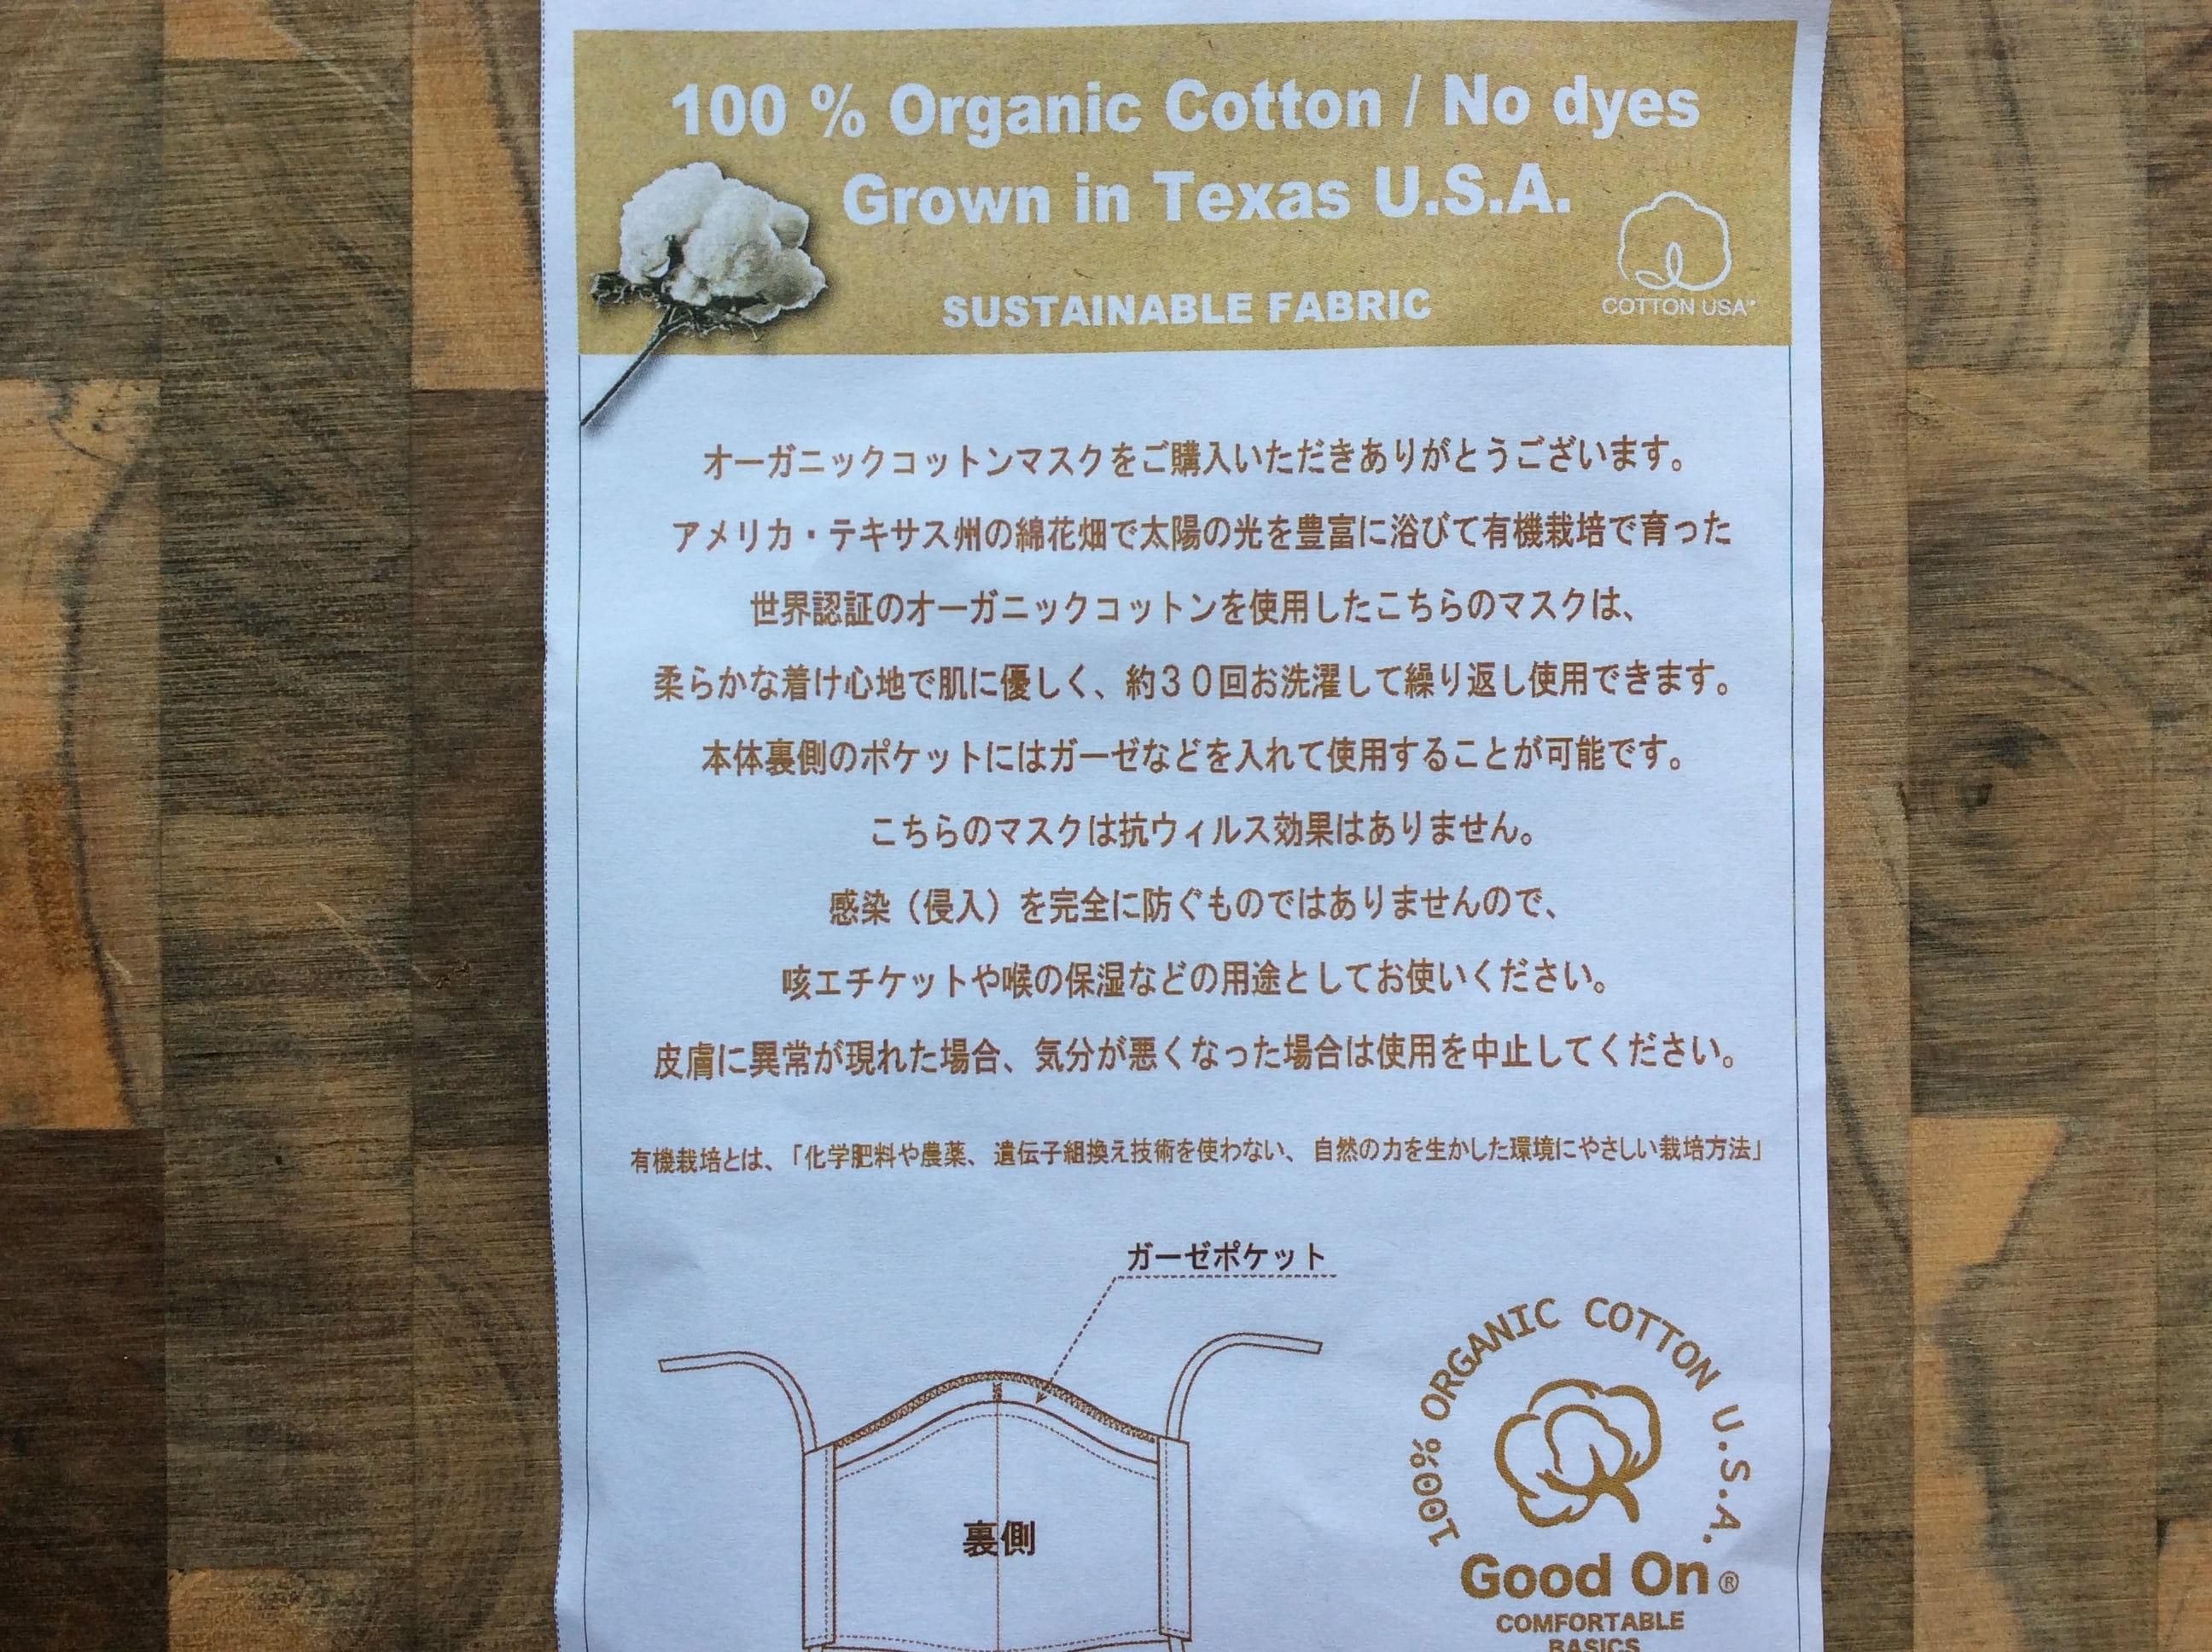 100 % Organic Cotton / No dyes
Grown in Texas U.S.A.
SUSTAINABLE FABRIC
COTTON USA™
オーガニックコットンマスクをご購入いただきありがとうございます。
アメリカ・テキサス州の綿花畑で太陽の光を豊富に浴びて有機栽培で育った
世界認証のオーガニックコットンを使用したこちらのマスクは、
柔らかな着け心地で肌に優しく、約３０回お洗濯して繰り返し使用できます。
本体裏側のポケットにはガーゼなどを入れて使用することが可能です。
こちらのマスクは抗ウィルス効果はありません。
感染（侵入）を完全に防ぐものではありませんので、
咳エチケットや喉の保湿などの用途としてお使いください。
皮膚に異常が現れた場合、気分が悪くなった場合は使用を中止してください。
有機栽培とは、「化学肥料や農薬、遺伝子組換え技術を使わない、自然の力を生かした環境にやさしい栽培方法」
ガーゼポケット
裏側
100% ORGANIC COTTON U.S.A.
Good On®
COMFORTABLE
BASICS